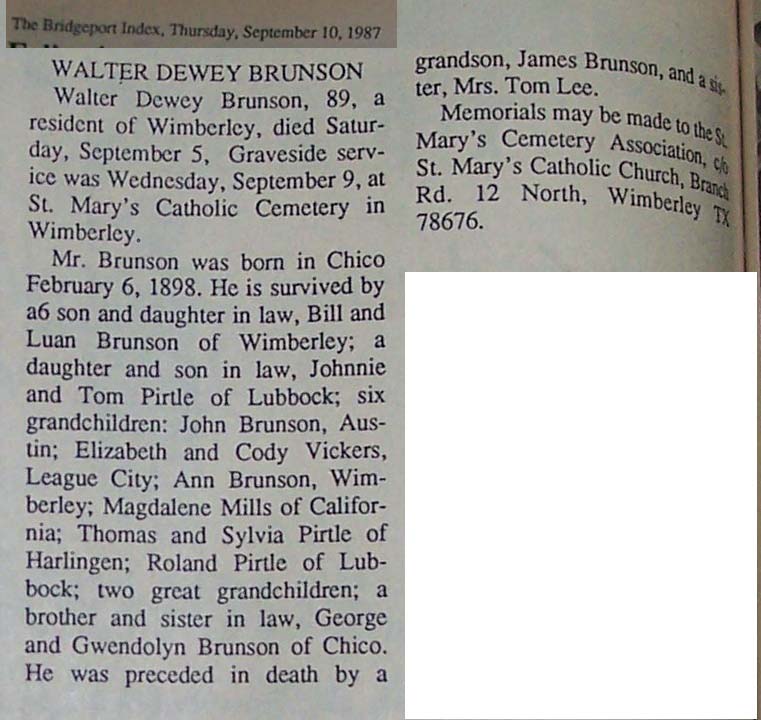 The Bridgeport Index, Thursday, September 10, 1987
WALTER DEWEY BRUNSON
Walter Dewey Brunson, 89, a
resident of Wimberley, died Satur-
day, September 5, Graveside serv-
ice was Wednesday, September 9, at
St. Mary's Catholic Cemetery in
Wimberley.
Mr. Brunson was born in Chico
February 6, 1898. He is survived by
a6 son and daughter in law, Bill and
Luan Brunson of Wimberley; a
daughter and son in law, Johnnie
and Tom Pirtle of Lubbock; six
grandchildren: John Brunson, Aus-
tin; Elizabeth and Cody Vickers,
League City; Ann Brunson, Wim-
berley; Magdalene Mills of Califor-
nia; Thomas and Sylvia Pirtle of
Harlingen; Roland Pirtle of Lub-
bock; two great grandchildren; a
brother and sister in law, George
and Gwendolyn Brunson of Chico.
He was preceded in death by a
grandson, James Brunson, and a sis-
ter, Mrs. Tom Lee.
Memorials may be made to the St.
Mary's Cemetery Association, c/o
St. Mary's Catholic Church, Branch
Rd. 12 North, Wimberley TX
78676.